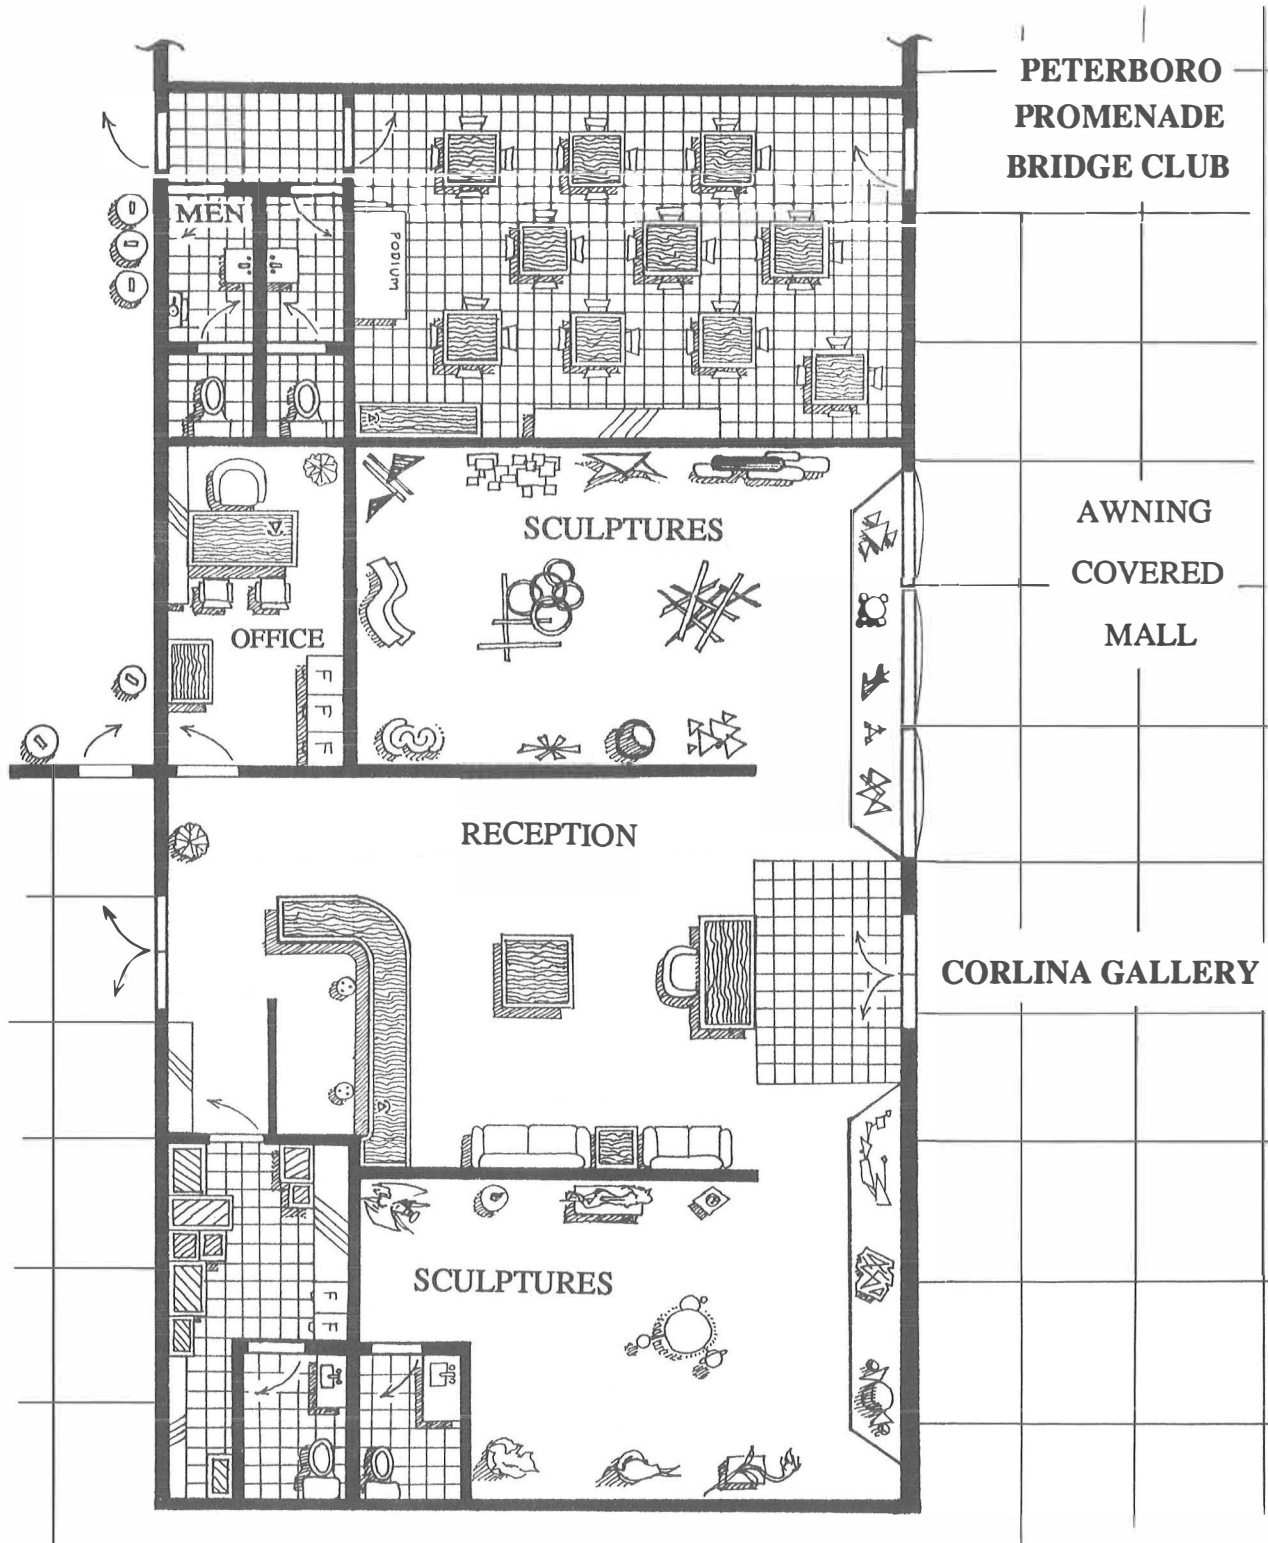 PETERBORO
PROMENADE
BRIDGE CLUB
MEN
PODIUM
SCULPTURES
AWNING
COVERED
MALL
OFFICE
F
F
F
RECEPTION
CORLINA GALLERY
SCULPTURES
F
F